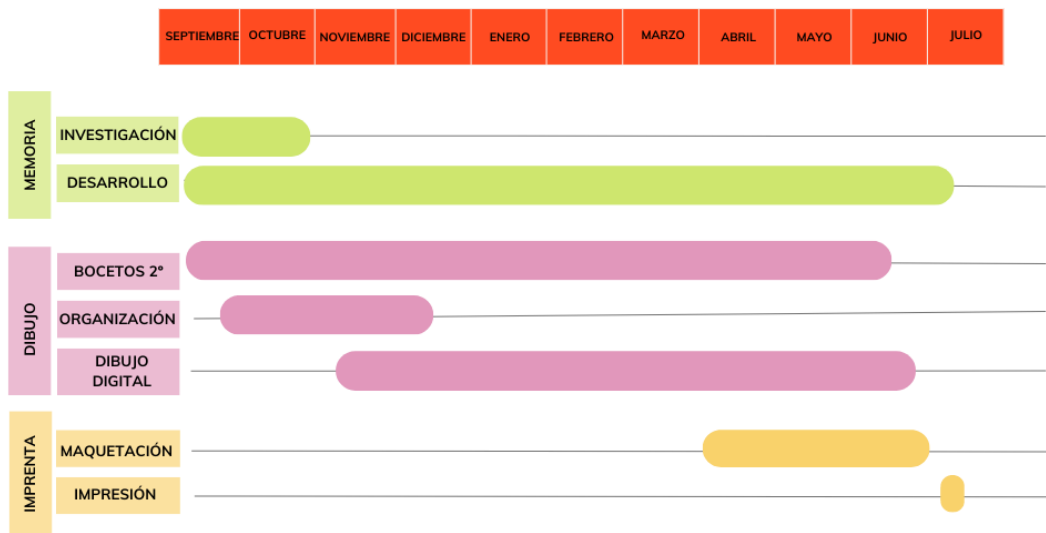 SEPTIEMBRE OCTUBRE NOVIEMBRE DICIEMBRE ENERO FEBRERO MARZO ABRIL MAYO JUNIO JULIO
MEMORIA
INVESTIGACIÓN
DESARROLLO
DIBUJO
BOCETOS 2º
ORGANIZACIÓN
DIBUJO
DIGITAL
IMPRENTA
MAQUETACIÓN
IMPRESIÓN